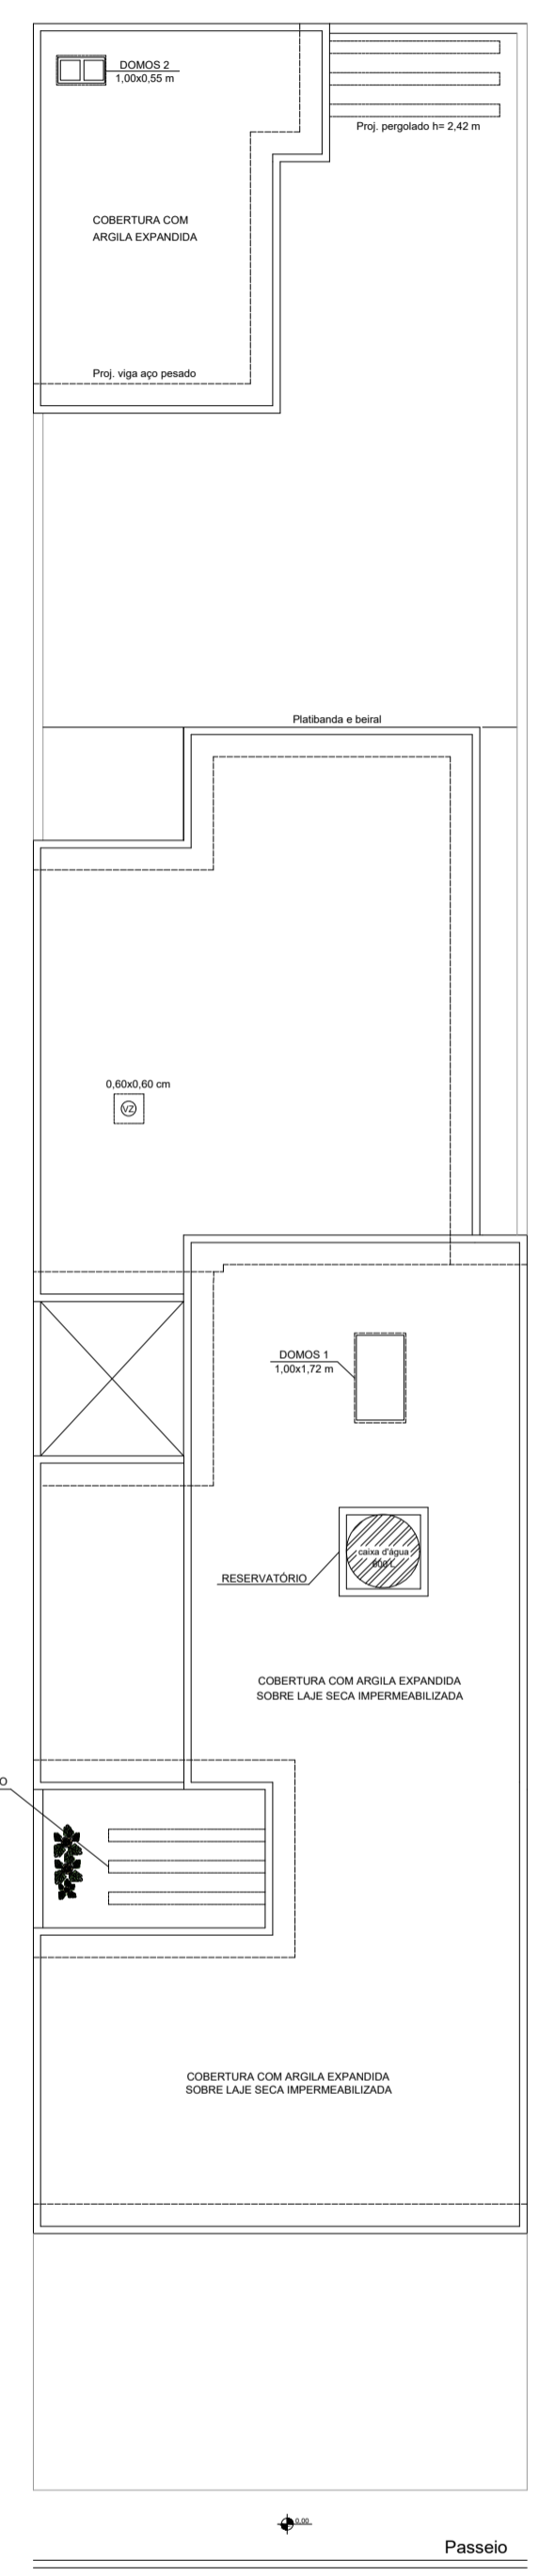 DOMOS 2
1,00x0,55 m
Proj. pergolado h= 2,42 m
COBERTURA COM
ARGILA EXPANDIDA
Proj. viga aço pesado
Platibanda e beiral
0,60x0,60 cm
VZ
DOMOS 1
1,00x1,72 m
caixa d'água
600 L
RESERVATÓRIO
COBERTURA COM ARGILA EXPANDIDA
SOBRE LAJE SECA IMPERMEABILIZADA
O
COBERTURA COM ARGILA EXPANDIDA
SOBRE LAJE SECA IMPERMEABILIZADA
0.00
Passeio